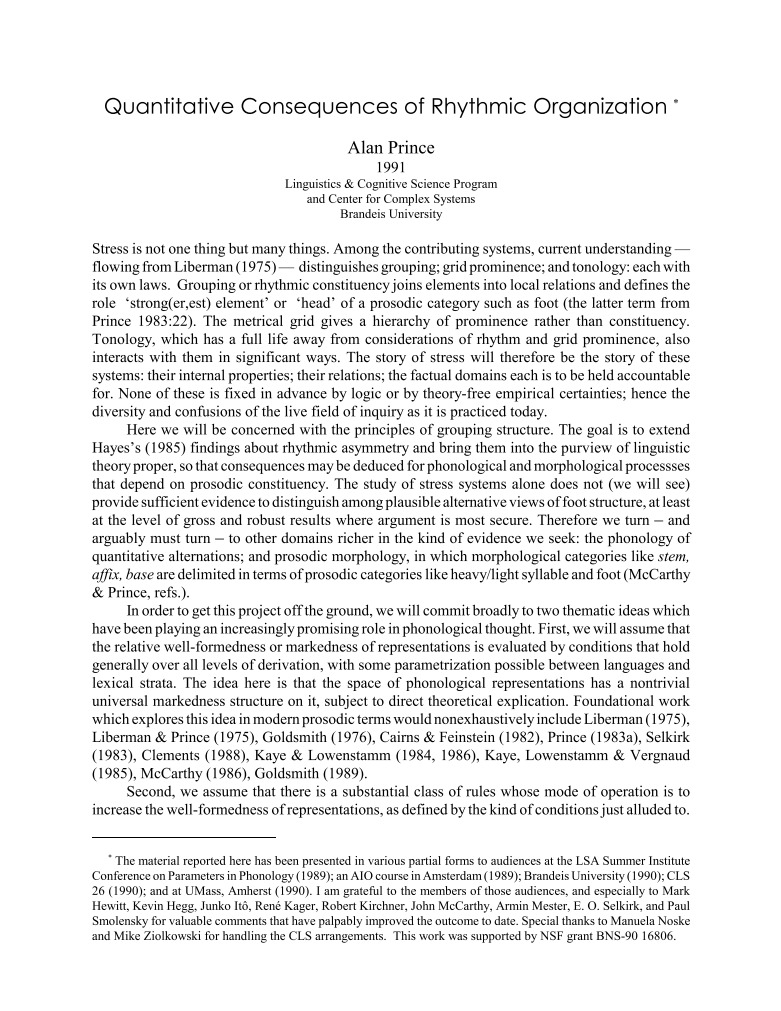 Quantitative Consequences of Rhythmic Organization *
Alan Prince
1991
Linguistics & Cognitive Science Program
and Center for Complex Systems
Brandeis University
Stress is not one thing but many things. Among the contributing systems, current understanding —
flowing from Liberman (1975) — distinguishes grouping; grid prominence; and tonology: each with
its own laws. Grouping or rhythmic constituency joins elements into local relations and defines the
role ‘strong(er,est) element’ or ‘head’ of a prosodic category such as foot (the latter term from
Prince 1983:22). The metrical grid gives a hierarchy of prominence rather than constituency.
Tonology, which has a full life away from considerations of rhythm and grid prominence, also
interacts with them in significant ways. The story of stress will therefore be the story of these
systems: their internal properties; their relations; the factual domains each is to be held accountable
for. None of these is fixed in advance by logic or by theory-free empirical certainties; hence the
diversity and confusions of the live field of inquiry as it is practiced today.
Here we will be concerned with the principles of grouping structure. The goal is to extend
Hayes’s (1985) findings about rhythmic asymmetry and bring them into the purview of linguistic
theory proper, so that consequences may be deduced for phonological and morphological processses
that depend on prosodic constituency. The study of stress systems alone does not (we will see)
provide sufficient evidence to distinguish among plausible alternative views of foot structure, at least
at the level of gross and robust results where argument is most secure. Therefore we turn – and
arguably must turn – to other domains richer in the kind of evidence we seek: the phonology of
quantitative alternations; and prosodic morphology, in which morphological categories like stem,
affix, base are delimited in terms of prosodic categories like heavy/light syllable and foot (McCarthy
& Prince, refs.).
In order to get this project off the ground, we will commit broadly to two thematic ideas which
have been playing an increasingly promising role in phonological thought. First, we will assume that
the relative well-formedness or markedness of representations is evaluated by conditions that hold
generally over all levels of derivation, with some parametrization possible between languages and
lexical strata. The idea here is that the space of phonological representations has a nontrivial
universal markedness structure on it, subject to direct theoretical explication. Foundational work
which explores this idea in modern prosodic terms would nonexhaustively include Liberman (1975),
Liberman & Prince (1975), Goldsmith (1976), Cairns & Feinstein (1982), Prince (1983a), Selkirk
(1983), Clements (1988), Kaye & Lowenstamm (1984, 1986), Kaye, Lowenstamm & Vergnaud
(1985), McCarthy (1986), Goldsmith (1989).
Second, we assume that there is a substantial class of rules whose mode of operation is to
increase the well-formedness of representations, as defined by the kind of conditions just alluded to.
* The material reported here has been presented in various partial forms to audiences at the LSA Summer Institute
Conference on Parameters in Phonology (1989); an AIO course in Amsterdam (1989); Brandeis University (1990); CLS
26 (1990); and at UMass, Amherst (1990). I am grateful to the members of those audiences, and especially to Mark
Hewitt, Kevin Hegg, Junko Itô, René Kager, Robert Kirchner, John McCarthy, Armin Mester, E. O. Selkirk, and Paul
Smolensky for valuable comments that have palpably improved the outcome to date. Special thanks to Manuela Noske
and Mike Ziolkowski for handling the CLS arrangements. This work was supported by NSF grant BNS-90 16806.